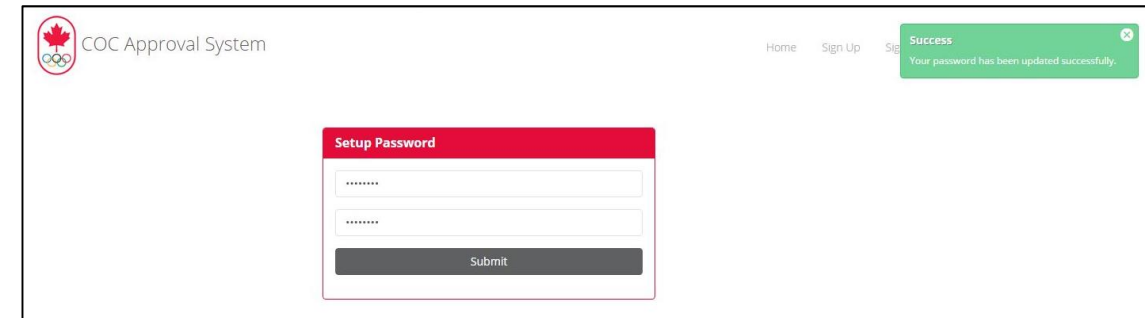 COC Approval System
Home Sign Up
Success
Your password has been updated successfully.
Setup Password
••••••••
••••••••
Submit